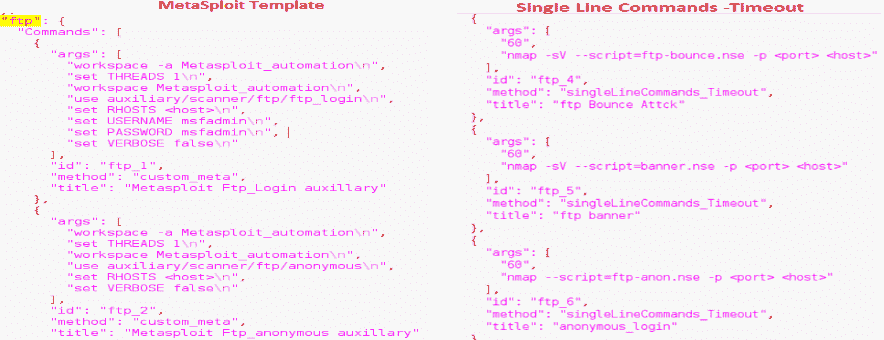 MetaSploit Template
"ftp": {
"Commands": [
{
"args": [
"workspace -a Metasploit_automation\n",
"set THREADS 1\n",
"workspace Metasploit_automation\n",
"use auxiliary/scanner/ftp/ftp_login\n",
"set RHOSTS <host>\n",
"set USERNAME msfadmin\n",
"set PASSWORD msfadmin\n", |
"set VERBOSE false\n"
],
"id": "ftp_1",
"method": "custom_meta",
"title": "Metasploit Ftp_Login auxillary"
},
{
"args": [
"workspace -a Metasploit_automation\n",
"set THREADS 1\n",
"workspace Metasploit_automation\n",
"use auxiliary/scanner/ftp/anonymous\n",
"set RHOSTS <host>\n",
"set VERBOSE false\n"
],
"id": "ftp_2",
"method": "custom_meta",
"title": "Metasploit Ftp_anonymous auxillary"
Single Line Commands -Timeout
{
"args": [
"60",
"nmap -sV --script=ftp-bounce.nse -p <port> <host>"
],
"id": "ftp_4",
"method": "singleLineCommands_Timeout",
"title": "ftp Bounce Attck"
},
{
"args": [
"60",
"nmap -sV --script=banner.nse -p <port> <host>"
],
"id": "ftp_5",
"method": "singleLineCommands_Timeout",
"title": "ftp banner"
},
{
"args": [
"60",
"nmap --script=ftp-anon.nse -p <port> <host>"
],
"id": "ftp_6",
"method": "singleLineCommands_Timeout",
"title": "anonymous_login"
}